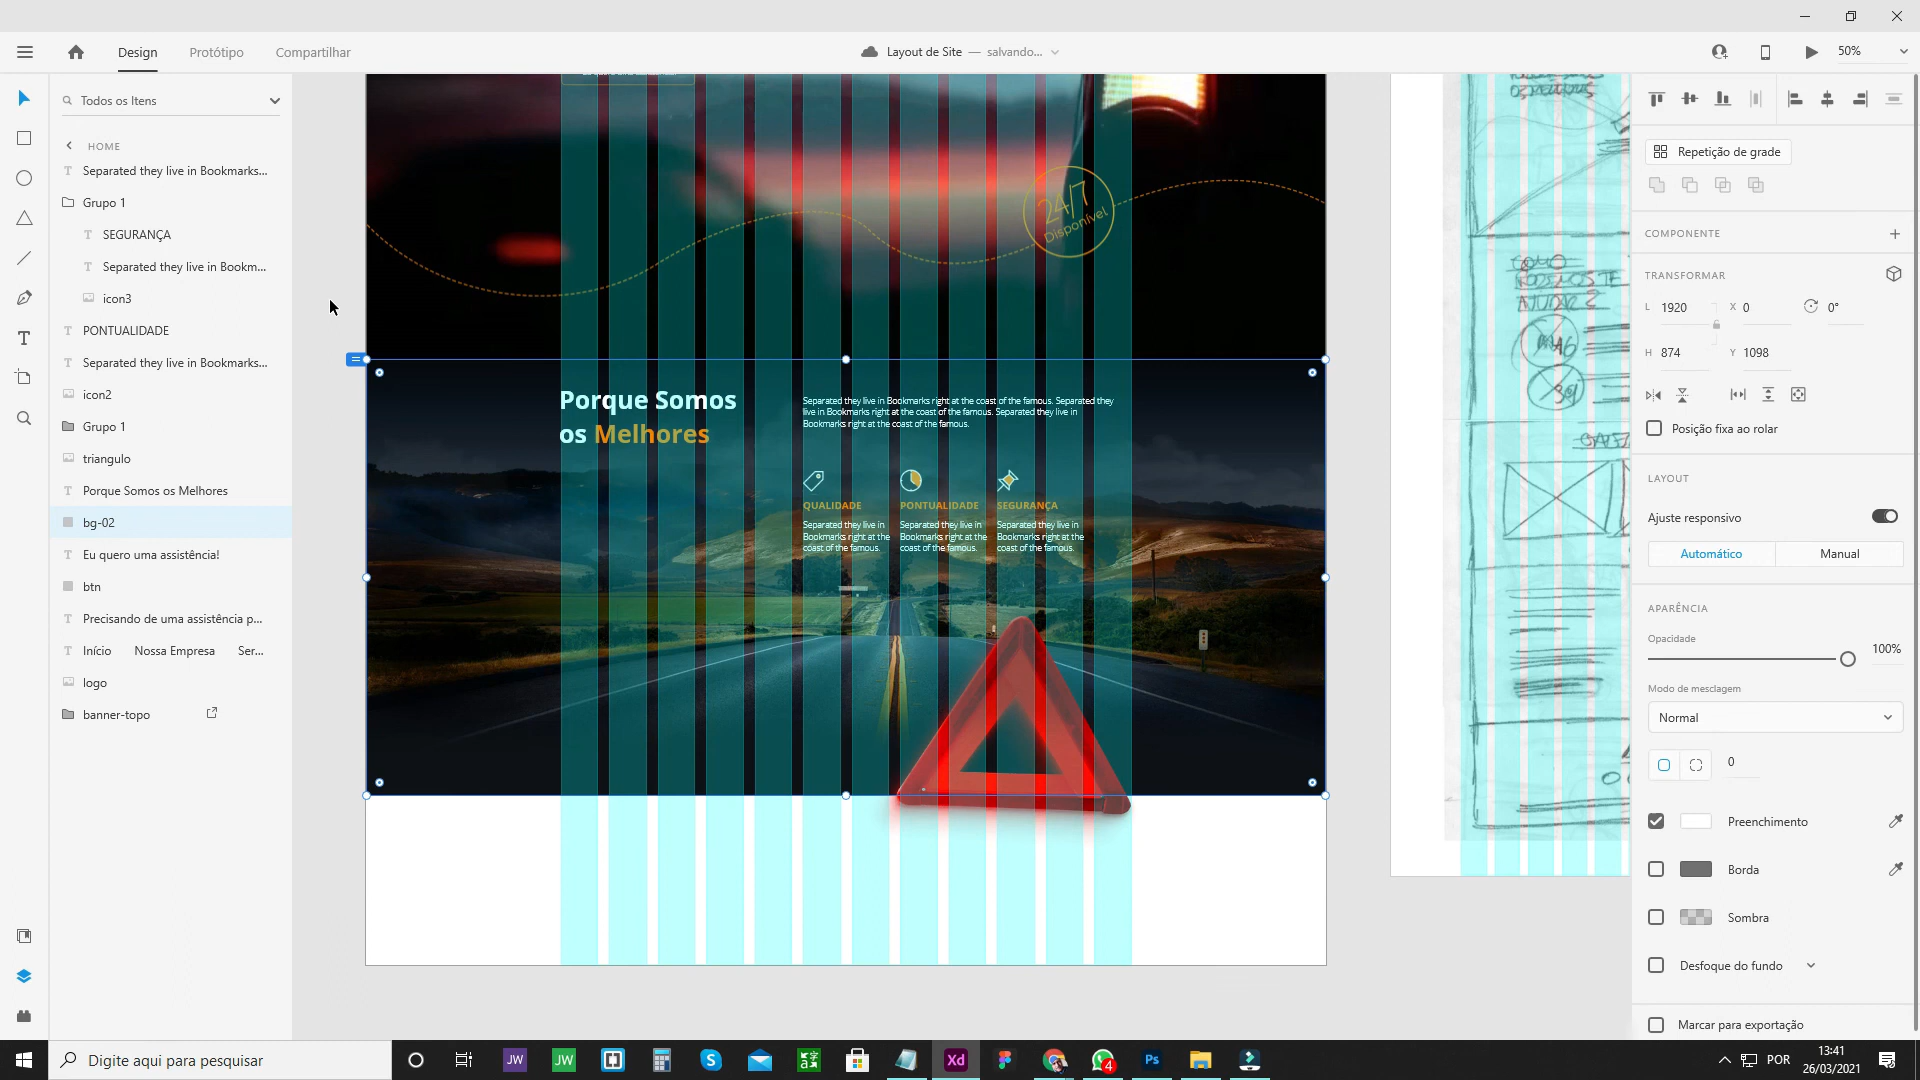 Design
Protótipo
Compartilhar
Layout de Site — salvando...
50%
Todos os Itens
HOME
Separated they live in Bookmarks...
Grupo 1
SEGURANÇA
Separated they live in Bookm...
icon3
PONTUALIDADE
Separated they live in Bookmarks...
icon2
Grupo 1
triangulo
Porque Somos os Melhores
bg-02
Eu quero uma assistência!
btn
Precisando de uma assistência p...
Início Nossa Empresa Ser...
logo
banner-topo
24/7
Disponível
Porque Somos
os Melhores
Separated they live in Bookmarks right at the coast of the famous. Separated they
live in Bookmarks right at the coast of the famous. Separated they live in
Bookmarks right at the coast of the famous.
QUALIDADE
Separated they live in
Bookmarks right at the
coast of the famous.
PONTUALIDADE
Separated they live in
Bookmarks right at the
coast of the famous.
SEGURANÇA
Separated they live in
Bookmarks right at the
coast of the famous.
COMO
AJUDAR?
Repetição de grade
COMPONENTE
TRANSFORMAR
L 1920 X 0 0°
H 874 Y 1098
Posição fixa ao rolar
LAYOUT
Ajuste responsivo
Automático Manual
APARÊNCIA
Opacidade
100%
Modo de mesclagem
Normal
0
Preenchimento
Borda
Sombra
Desfoque do fundo
Marcar para exportação
Digite aqui para pesquisar
JW
JW
Xd
4
Ps
POR
13:41
26/03/2021